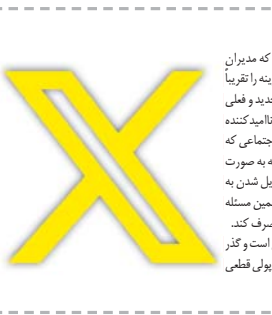 که مدیران
ینه را تقریباً
جدید و فعلی
ناامیدکننده
جتماعی که
ه به صورت
یل شدن به
مین مسئله
صرف کند.
است و گذر
پولی قطعی